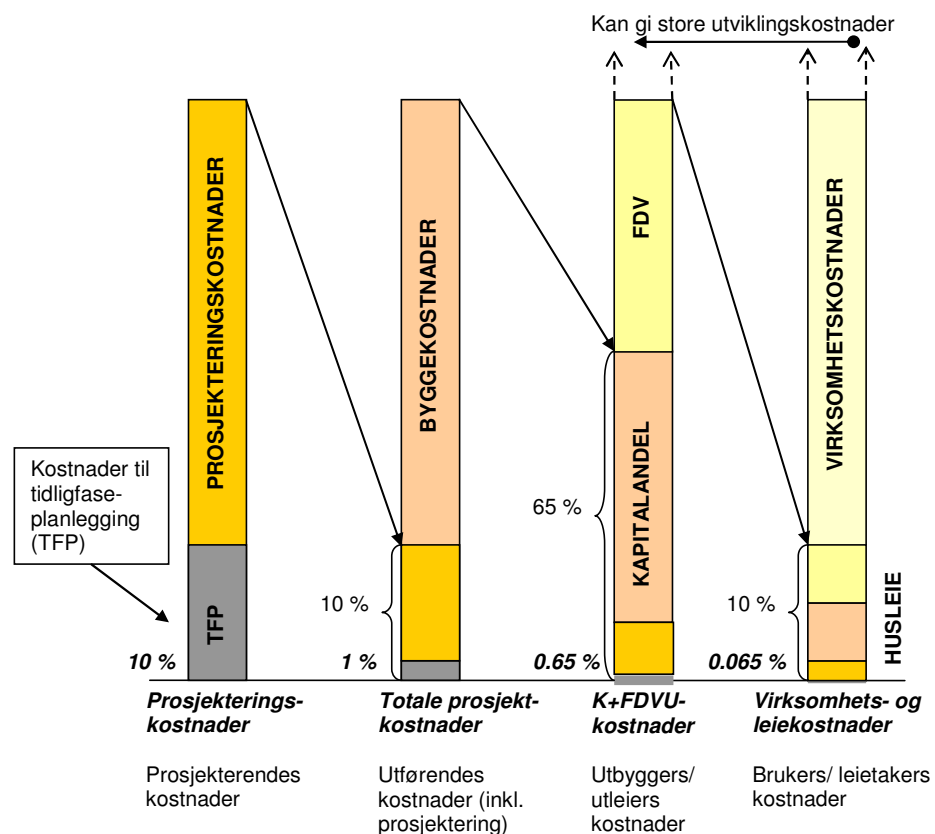 Kan gi store utviklingskostnader
PROSJEKTERINGSKOSTNADER
TFP
BYGGEKOSTNADER
FDV
KAPITALANDEL
VIRKSOMHETSKOSTNADER
HUSLEIE
Kostnader til
tidligfase-
planlegging
(TFP)
65 %
10 %
10 %
10 %
1 %
0.65 %
0.065 %
Prosjekterings-
kostnader
Totale prosjekt-
kostnader
K+FDVU-
kostnader
Virksomhets- og
leiekostnader
Prosjekterendes
kostnader
Utførendes
kostnader (inkl.
prosjektering)
Utbyggers/
utleiers
kostnader
Brukers/ leietakers
kostnader